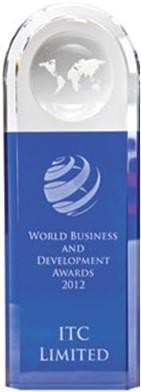 WORLD BUSINESS
AND
DEVELOPMENT
AWARDS
2012
ITC
LIMITED